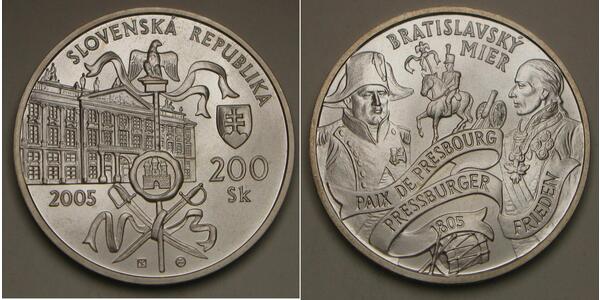 SLOVENSKÁ REPUBLIKA
200
Sk
2005
BRATISLAVSKÝ
MIER
PAIX DE PRESBOURG
PRESSBURGER
FRIEDEN
1805